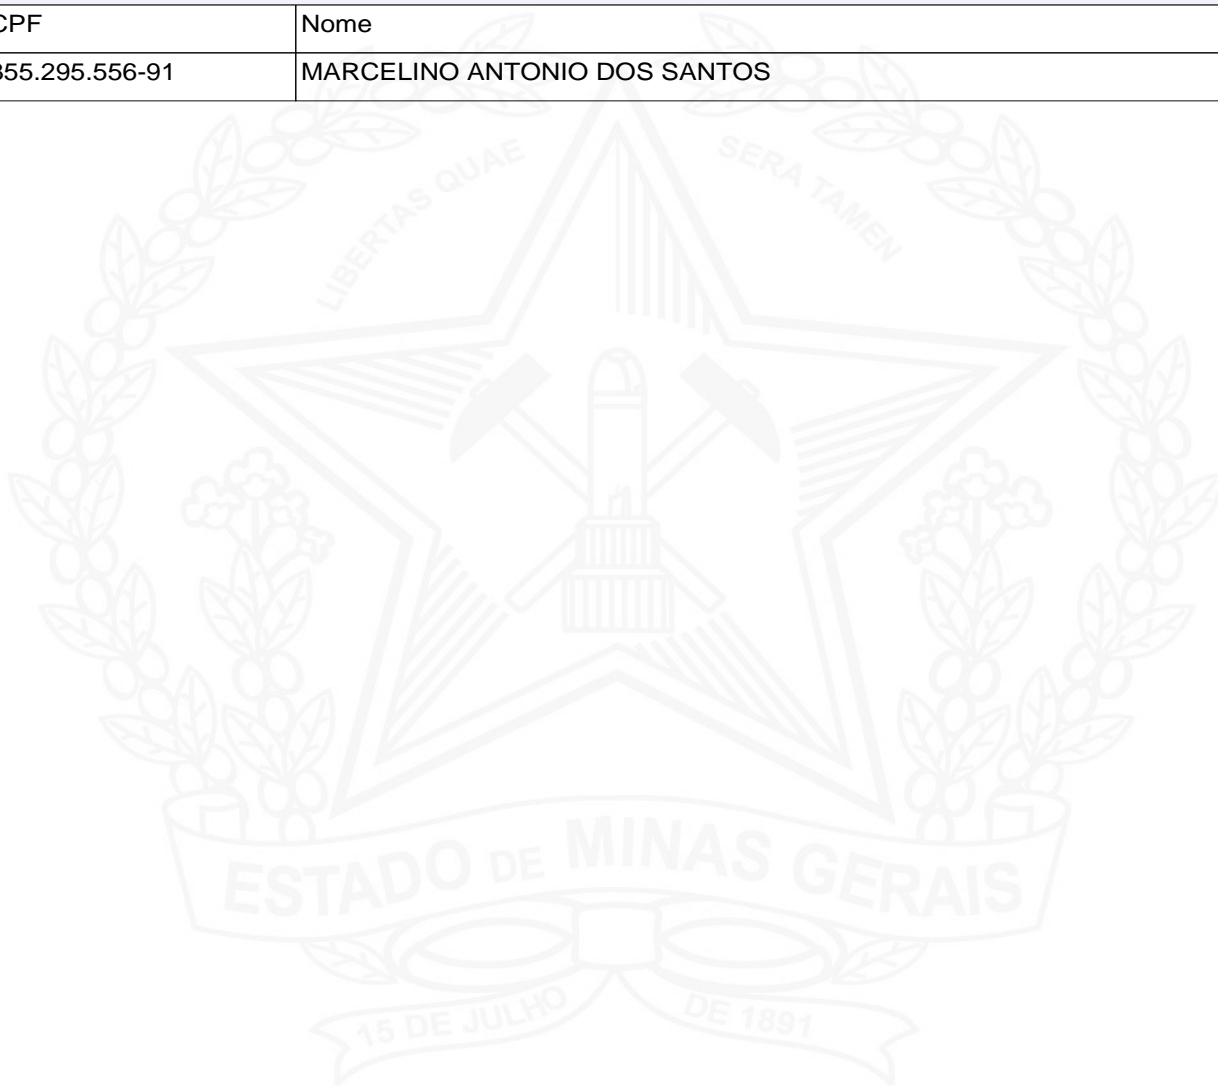 CPF Nome
855.295.556-91 MARCELINO ANTONIO DOS SANTOS
LIBERTAS QUAE SERA TAMEN
ESTADO DE MINAS GERAIS
15 DE JULHO DE 1891